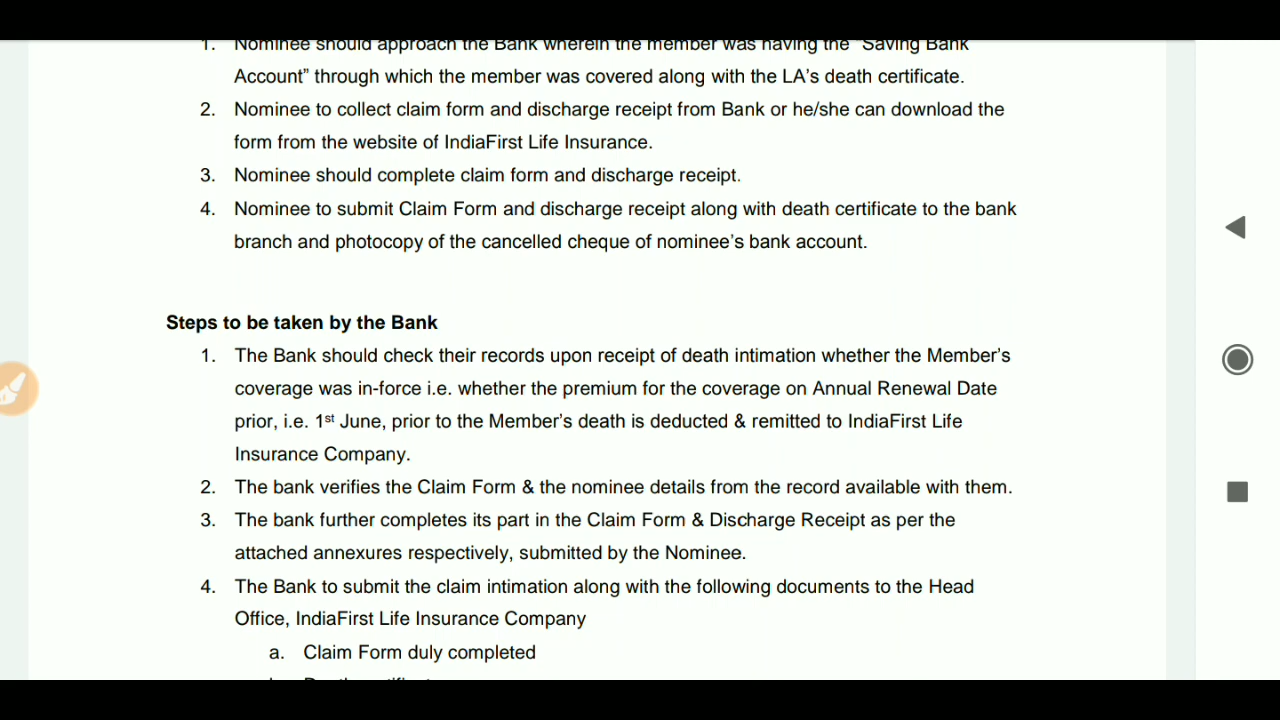 1. Nominee should approach the Bank wherein the member was having the "Saving Bank
Account” through which the member was covered along with the LA’s death certificate.
2. Nominee to collect claim form and discharge receipt from Bank or he/she can download the
form from the website of IndiaFirst Life Insurance.
3. Nominee should complete claim form and discharge receipt.
4. Nominee to submit Claim Form and discharge receipt along with death certificate to the bank
branch and photocopy of the cancelled cheque of nominee’s bank account.
Steps to be taken by the Bank
1. The Bank should check their records upon receipt of death intimation whether the Member’s
coverage was in-force i.e. whether the premium for the coverage on Annual Renewal Date
prior, i.e. 1st June, prior to the Member’s death is deducted & remitted to IndiaFirst Life
Insurance Company.
2. The bank verifies the Claim Form & the nominee details from the record available with them.
3. The bank further completes its part in the Claim Form & Discharge Receipt as per the
attached annexures respectively, submitted by the Nominee.
4. The Bank to submit the claim intimation along with the following documents to the Head
Office, IndiaFirst Life Insurance Company
a. Claim Form duly completed